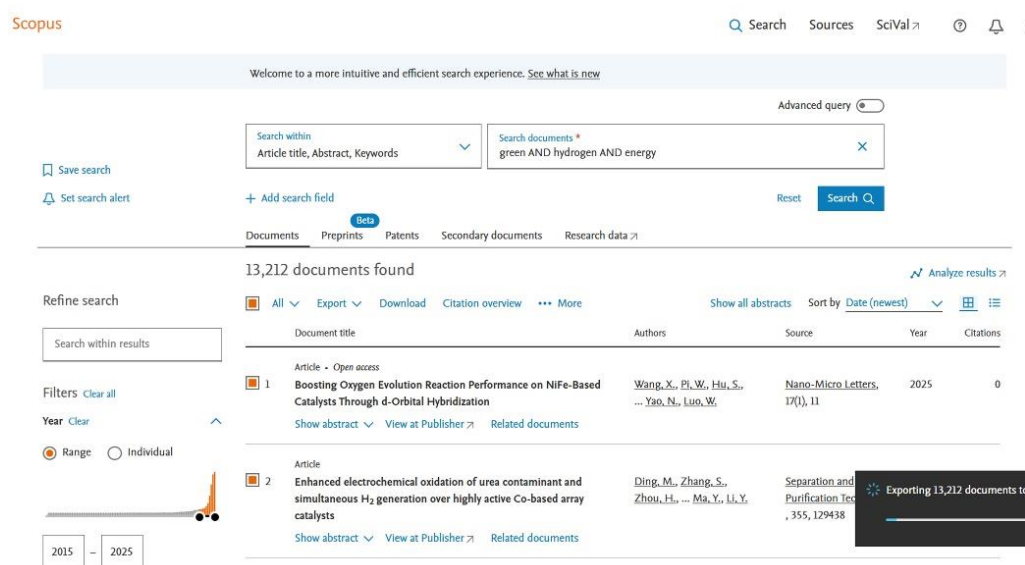 Scopus
Search Sources SciVal
Welcome to a more intuitive and efficient search experience. See what is new
Advanced query
Search within
Article title, Abstract, Keywords
Search documents *
green AND hydrogen AND energy
Save search
Set search alert
+ Add search field
Reset Search
Beta
Documents Preprints Patents Secondary documents Research data
13,212 documents found
Analyze results
Refine search
All Export Download Citation overview ••• More
Show all abstracts Sort by Date (newest)
Search within results
Document title Authors Source Year Citations
Filters Clear all
Year Clear
Range Individual
2015 – 2025
Article • Open access
1 Boosting Oxygen Evolution Reaction Performance on NiFe-Based
Catalysts Through d-Orbital Hybridization
Wang, X., Pi, W., Hu, S.,
... Yao, N., Luo, W.
Nano-Micro Letters,
17(1), 11
2025
0
Show abstract View at Publisher Related documents
Article
2 Enhanced electrochemical oxidation of urea contaminant and
simultaneous H₂ generation over highly active Co-based array
catalysts
Ding, M., Zhang, S.,
Zhou, H., ... Ma, Y., Li, Y.
Separation and
Purification Tec
, 355, 129438
Show abstract View at Publisher Related documents
Exporting 13,212 documents to